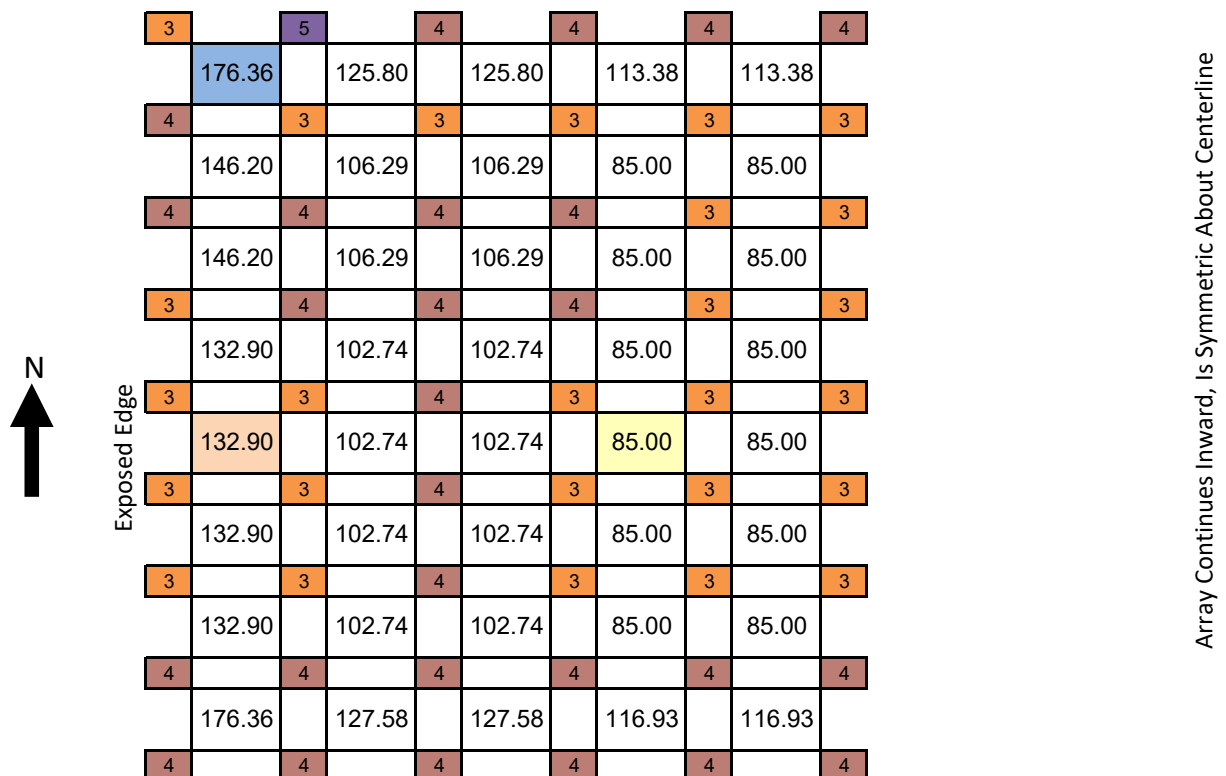 3 5 4 4 4 4
176.36 125.80 125.80 113.38 113.38
4 3 3 3 3 3
146.20 106.29 106.29 85.00 85.00
4 4 4 4 3 3
146.20 106.29 106.29 85.00 85.00
3 4 4 4 3 3
132.90 102.74 102.74 85.00 85.00
N
Exposed Edge
3 3 4 3 3 3
132.90 102.74 102.74 85.00 85.00
3 3 4 3 3 3
132.90 102.74 102.74 85.00 85.00
3 3 4 3 3 3
132.90 102.74 102.74 85.00 85.00
4 4 4 4 4 4
176.36 127.58 127.58 116.93 116.93
4 4 4 4 4 4
Array Continues Inward, Is Symmetric About Centerline